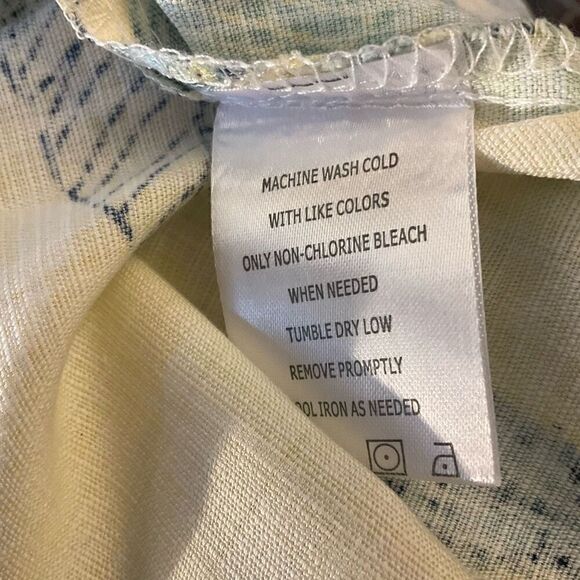 MACHINE WASH COLD
WITH LIKE COLORS
ONLY NON-CHLORINE BLEACH
WHEN NEEDED
TUMBLE DRY LOW
REMOVE PROMPTLY
OOL IRON AS NEEDED